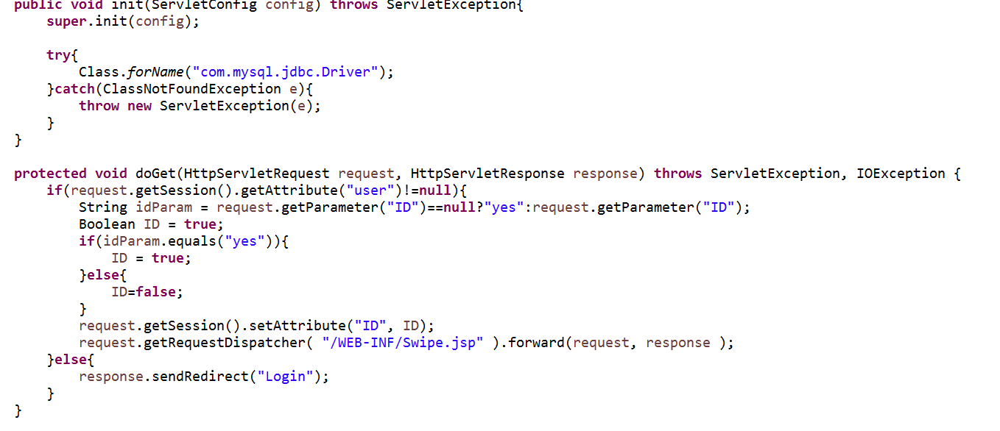 public void init(ServletConfig config) throws ServletException{
    super.init(config);

    try{
        Class.forName("com.mysql.jdbc.Driver");
    }catch(ClassNotFoundException e){
        throw new ServletException(e);
    }
}

protected void doGet(HttpServletRequest request, HttpServletResponse response) throws ServletException, IOException {
    if(request.getSession().getAttribute("user")!=null){
        String idParam = request.getParameter("ID")==null?"yes":request.getParameter("ID");
        Boolean ID = true;
        if(idParam.equals("yes")){
            ID = true;
        }else{
            ID=false;
        }
        request.getSession().setAttribute("ID", ID);
        request.getRequestDispatcher( "/WEB-INF/Swipe.jsp" ).forward(request, response );
    }else{
        response.sendRedirect("Login");
    }
}